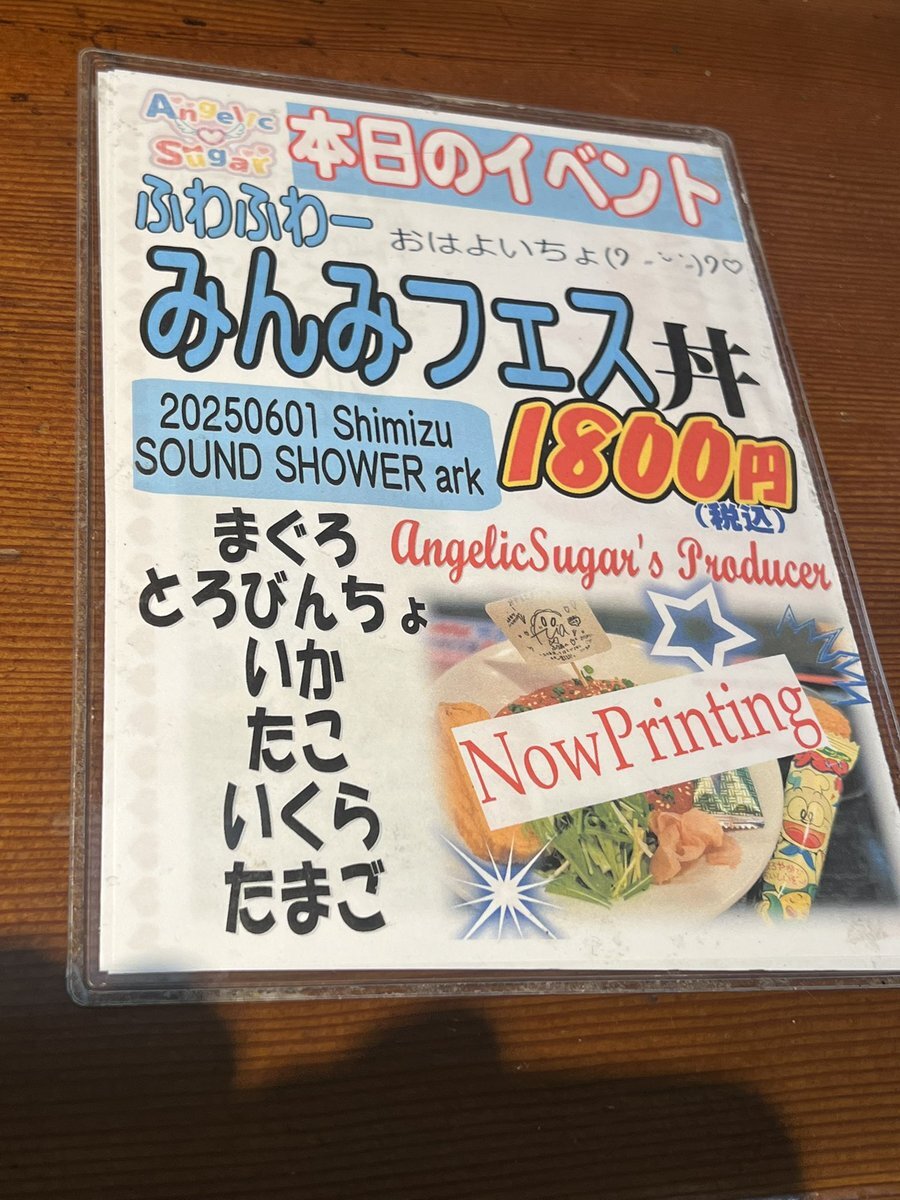 Angelic Sugar
本日のイベント
ふわふわー
おはよいちょ(
みんみフェス丼
20250601 Shimizu
SOUND SHOWER ark
1800円
(税込)
AngelicSugar's Producer
まぐろ
とろびんちょ
いか
たこ
いくら
たまご
NowPrinting